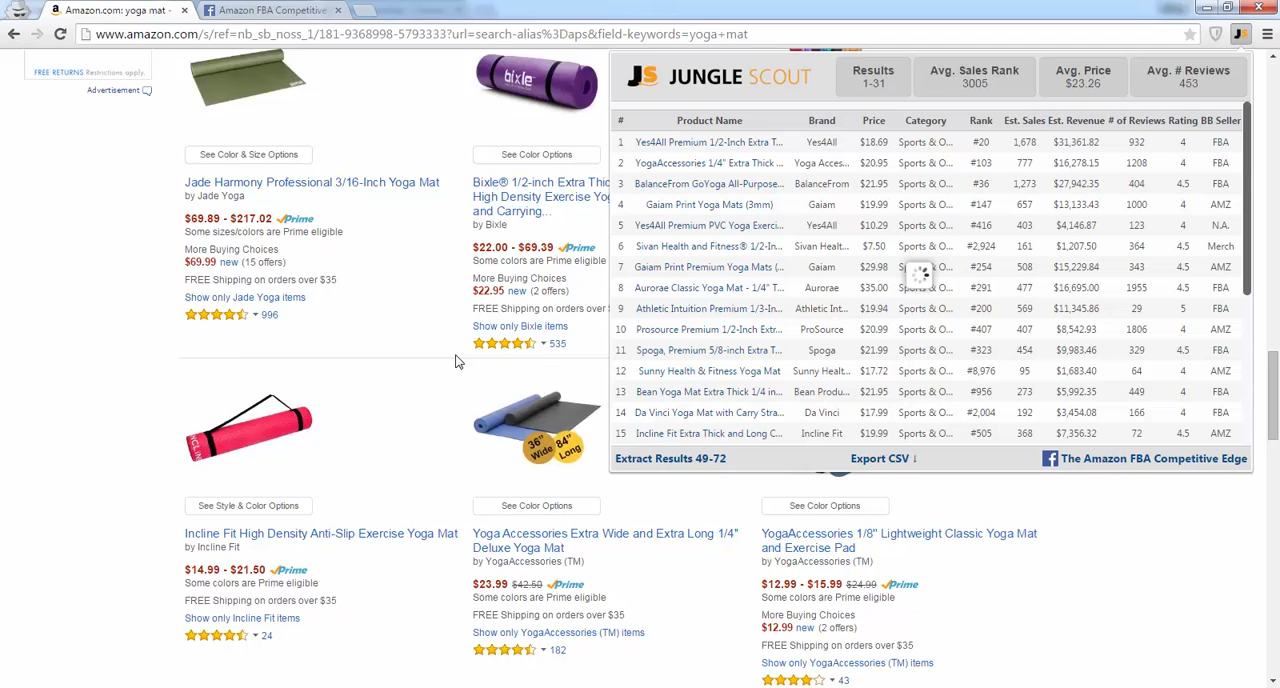 Amazon.com: yoga mat -
Amazon FBA Competitive
www.amazon.com/s/ref=nb_sb_noss_1/181-9368998-5793333?url=search-alias%3Daps&field-keywords=yoga+mat
JS
FREE RETURNS Restrictions apply.
Advertisement
See Color & Size Options
Jade Harmony Professional 3/16-Inch Yoga Mat
by Jade Yoga
$69.89 - $217.02 Prime
Some sizes/colors are Prime eligible
More Buying Choices
$69.99 new (15 offers)
FREE Shipping on orders over $35
Show only Jade Yoga items
996
bixle
See Color Options
Bixle® 1/2-inch Extra Thic
High Density Exercise Yo
and Carrying...
by Bixle
$22.00 - $69.39 Prime
Some colors are Prime eligible
More Buying Choices
$22.95 new (2 offers)
FREE Shipping on orders over
Show only Bixle items
535
JS JUNGLE SCOUT
Results
1-31
Avg. Sales Rank
3005
Avg. Price
$23.26
Avg. # Reviews
453
# Product Name Brand Price Category Rank Est. Sales Est. Revenue # of Reviews Rating BB Seller
1 Yes4All Premium 1/2-Inch Extra T... Yes4All $18.69 Sports & O... #20 1,678 $31,361.82 932 4 FBA
2 YogaAccessories 1/4" Extra Thick ... Yoga Acces... $20.95 Sports & O... #103 777 $16,278.15 1208 4 FBA
3 BalanceFrom GoYoga All-Purpose... BalanceFrom $21.95 Sports & O... #36 1,273 $27,942.35 404 4.5 FBA
4 Gaiam Print Yoga Mats (3mm) Gaiam $19.99 Sports & O... #147 657 $13,133.43 1000 4 AMZ
5 Yes4All Premium PVC Yoga Exerci... Yes4All $10.29 Sports & O... #416 403 $4,146.87 123 4 N.A.
6 Sivan Health and Fitness® 1/2-In... Sivan Healt... $7.50 Sports & O... #2,924 161 $1,207.50 364 4.5 Merch
7 Gaiam Print Premium Yoga Mats (... Gaiam $29.98 Sp O... #254 508 $15,229.84 343 4.5 AMZ
8 Aurorae Classic Yoga Mat - 1/4" T... Aurorae $35.00 Sports & O... #291 477 $16,695.00 1955 4.5 FBA
9 Athletic Intuition Premium 1/3-In... Athletic Int... $19.94 Sports & O... #200 569 $11,345.86 29 5 FBA
10 Prosource Premium 1/2-Inch Extr... ProSource $20.99 Sports & O... #407 407 $8,542.93 1806 4 AMZ
11 Spoga, Premium 5/8-inch Extra T... Spoga $21.99 Sports & O... #323 454 $9,983.46 329 4.5 FBA
12 Sunny Health & Fitness Yoga Mat Sunny Healt... $17.72 Sports & O... #8,976 95 $1,683.40 64 4 AMZ
13 Bean Yoga Mat Extra Thick 1/4 in... Bean Produ... $21.95 Sports & O... #956 273 $5,992.35 449 4 FBA
14 Da Vinci Yoga Mat with Carry Stra... Da Vinci $17.99 Sports & O... #2,004 192 $3,454.08 166 4 FBA
15 Incline Fit Extra Thick and Long C... Incline Fit $19.99 Sports & O... #505 368 $7,356.32 72 4.5 AMZ
Extract Results 49-72
Export CSV ↓
The Amazon FBA Competitive Edge
See Style & Color Options
Incline Fit High Density Anti-Slip Exercise Yoga Mat
by Incline Fit
$14.99 - $21.50 Prime
Some colors are Prime eligible
FREE Shipping on orders over $35
Show only Incline Fit items
24
36" Wide
84" Long
See Color Options
YogaAccessories Extra Wide and Extra Long 1/4"
Deluxe Yoga Mat
by YogaAccessories (TM)
$23.99 $42.50 Prime
Some colors are Prime eligible
FREE Shipping on orders over $35
Show only YogaAccessories (TM) items
182
See Color Options
YogaAccessories 1/8" Lightweight Classic Yoga Mat
and Exercise Pad
by YogaAccessories (TM)
$12.99 - $15.99 $24.99 Prime
Some colors are Prime eligible
More Buying Choices
$12.99 new (2 offers)
FREE Shipping on orders over $35
Show only YogaAccessories (TM) items
43